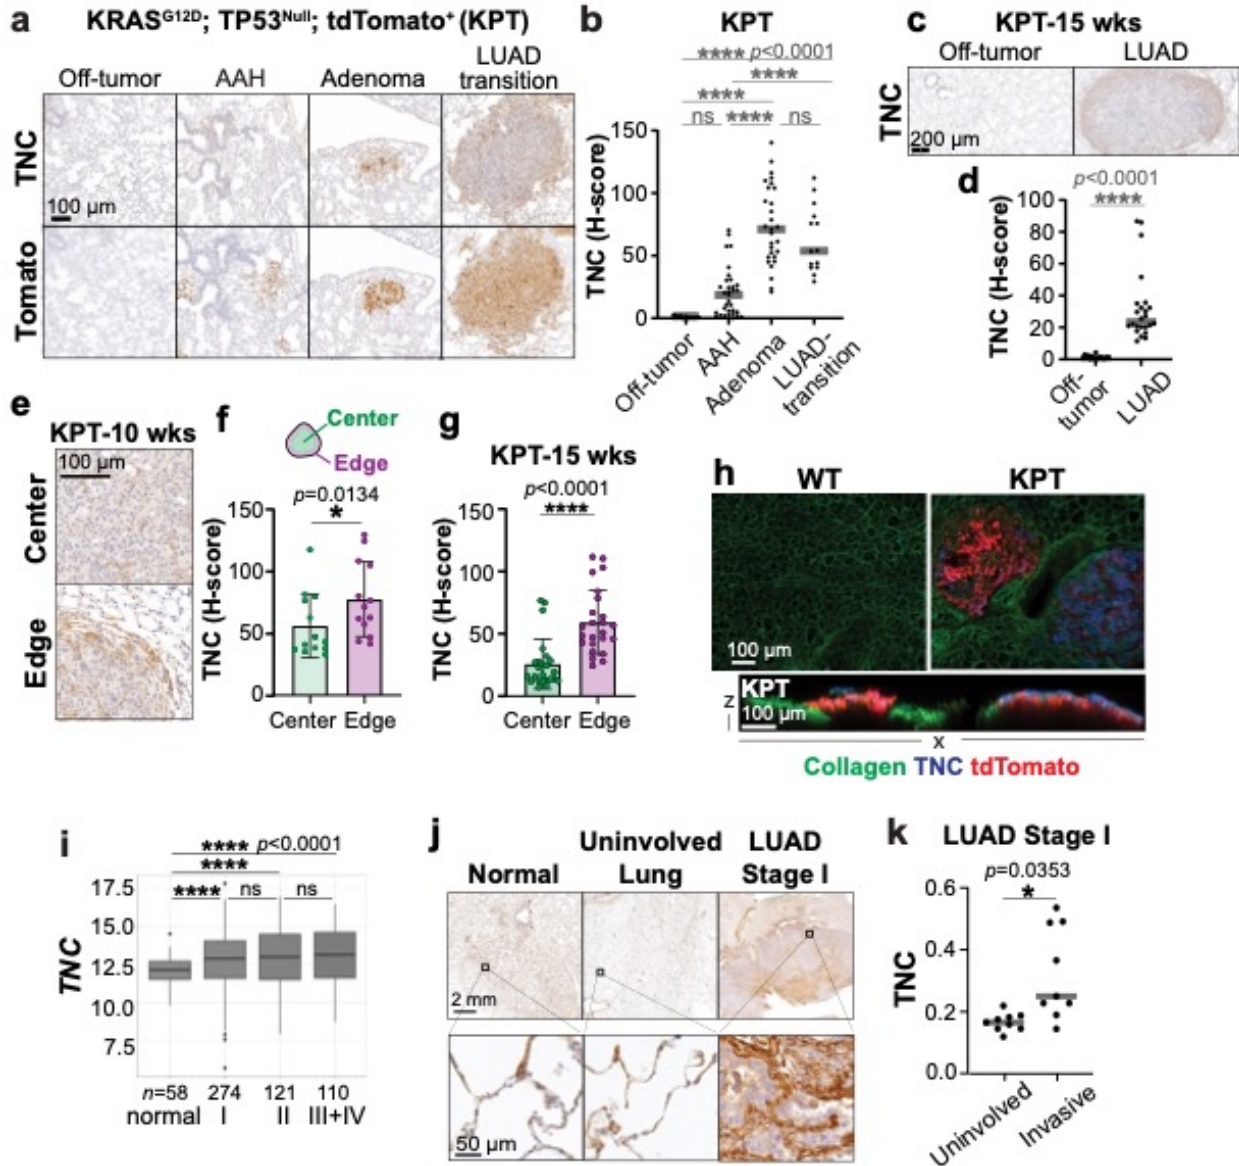 a KRASG12D; TP53Null; tdTomato+ (KPT)
Off-tumor AAH Adenoma LUAD transition
TNC
100 µm
Tomato
b KPT
**** p<0.0001
****
****
ns **** ns
TNC (H-score)
150
100
50
0
Off-tumor AAH Adenoma LUAD-transition
c KPT-15 wks
Off-tumor LUAD
TNC
200 µm
d p<0.0001
****
TNC (H-score)
100
80
60
40
20
0
Off-tumor LUAD
e KPT-10 wks
100 µm
Center
Edge
f Center
Edge
p=0.0134
*
TNC (H-score)
150
100
50
0
Center Edge
g KPT-15 wks
p<0.0001
****
TNC (H-score)
150
100
50
0
Center Edge
h WT KPT
100 µm 100 µm
KPT
100 µm
z
x
Collagen TNC tdTomato
i
**** p<0.0001
****
**** ns ns
TNC
17.5
15.0
12.5
10.0
7.5
n=58 274 121 110
normal I II III+IV
j Normal Uninvolved Lung LUAD Stage I
2 mm
50 µm
k LUAD Stage I
p=0.0353
*
TNC
0.6
0.4
0.2
0.0
Uninvolved Invasive